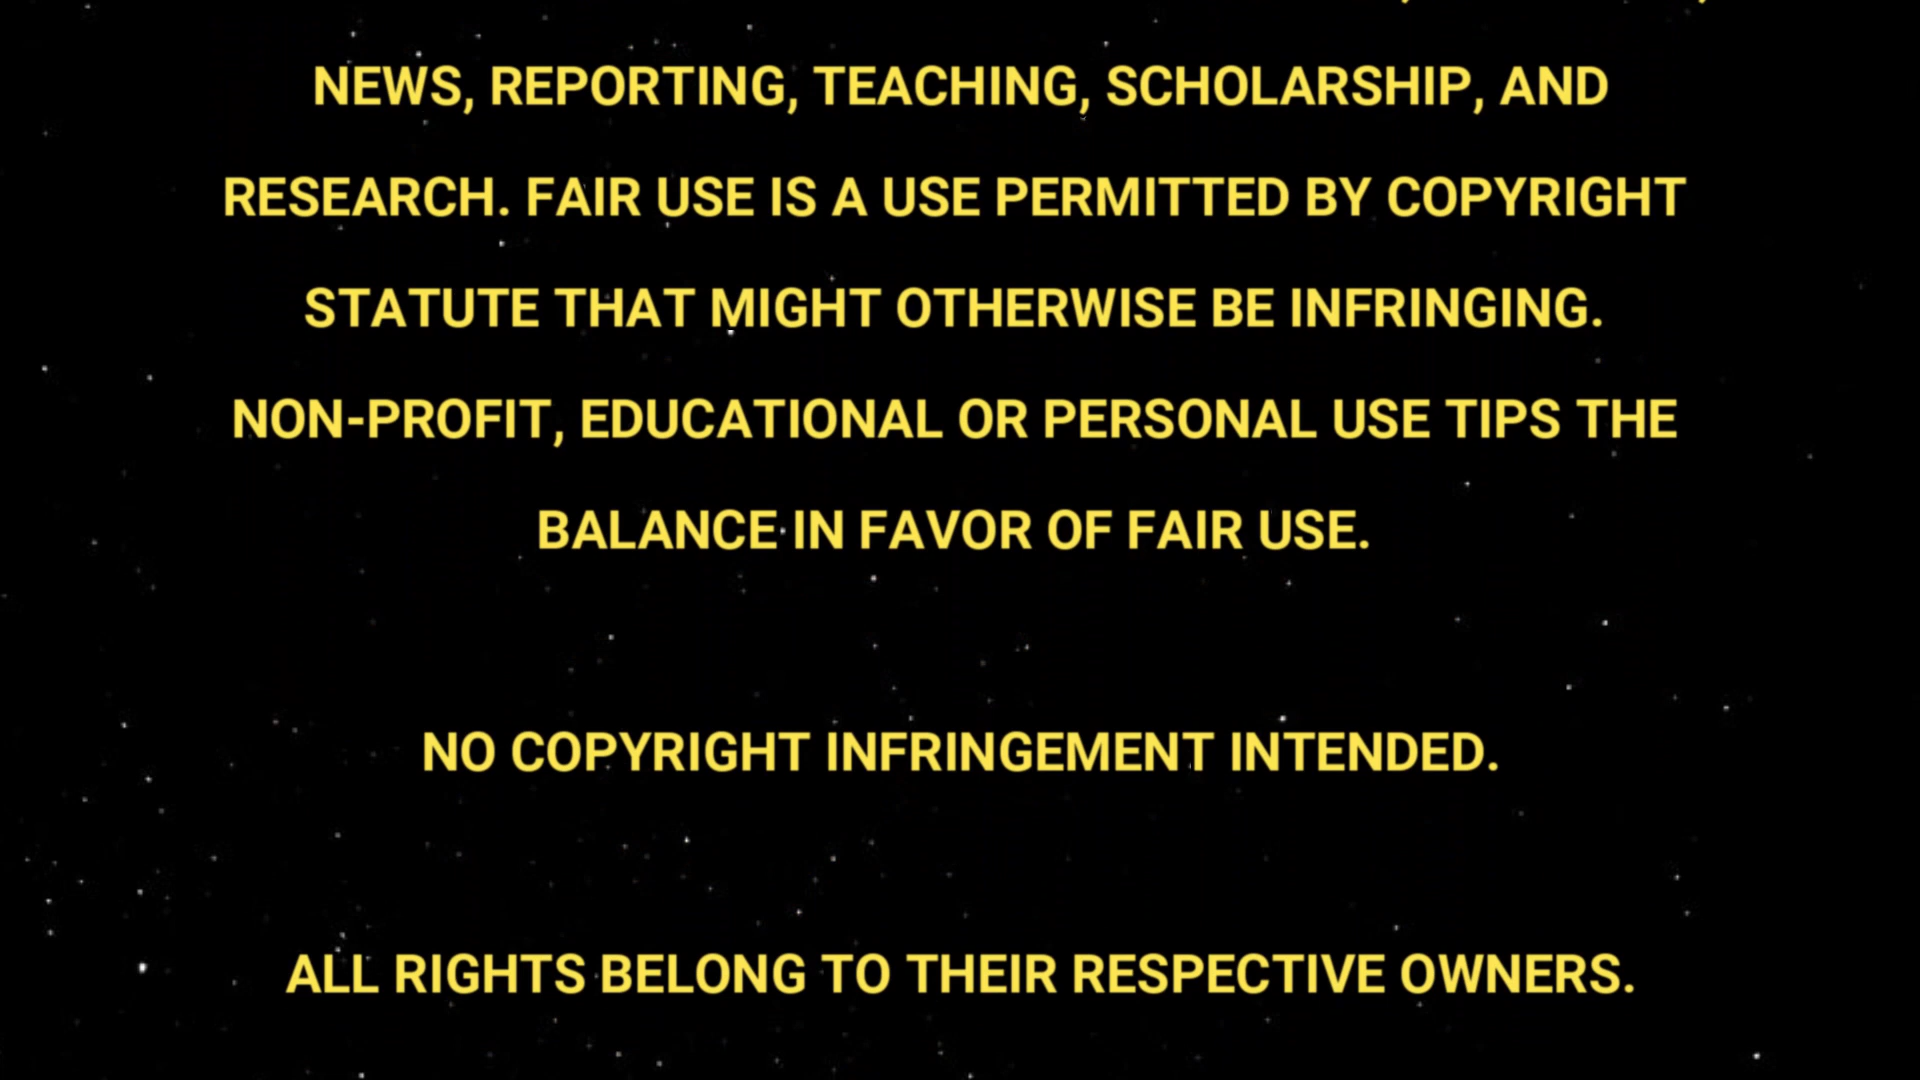 NEWS, REPORTING, TEACHING, SCHOLARSHIP, AND
RESEARCH. FAIR USE IS A USE PERMITTED BY COPYRIGHT
STATUTE THAT MIGHT OTHERWISE BE INFRINGING.
NON-PROFIT, EDUCATIONAL OR PERSONAL USE TIPS THE
BALANCE IN FAVOR OF FAIR USE.
NO COPYRIGHT INFRINGEMENT INTENDED.
ALL RIGHTS BELONG TO THEIR RESPECTIVE OWNERS.